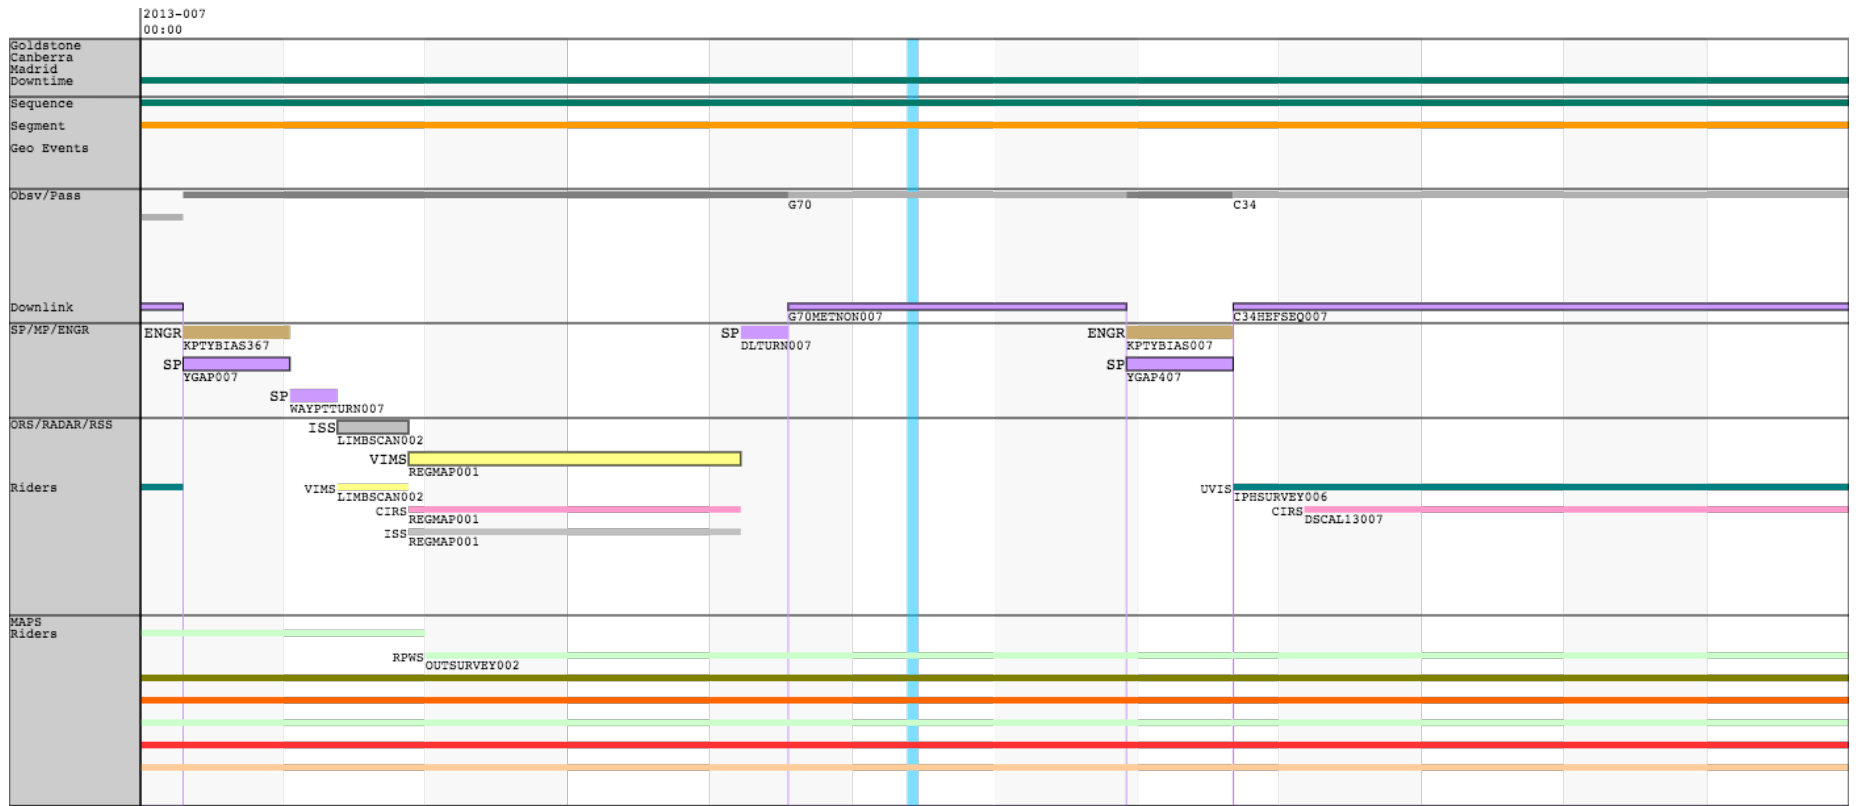 2013-007
00:00
Goldstone
Canberra
Madrid
Downtime
Sequence
Segment
Geo Events
Obsv/Pass
G70
C34
Downlink
G70METNON007
C34HEFSEQ007
SP/MP/ENGR
ENGR
KPTYBIAS367
SP
DLTURN007
ENGR
KPTYBIAS007
SP
YGAP007
SP
YGAP407
SP
WAYPTTURN007
ORS/RADAR/RSS
ISS
LIMBSCAN002
VIMS
REGMAP001
Riders
VIMS
LIMBSCAN002
UVIS
IPHSURVEY006
CIRS
REGMAP001
CIRS
DSCAL13007
ISS
REGMAP001
MAPS
Riders
RPWS
OUTSURVEY002